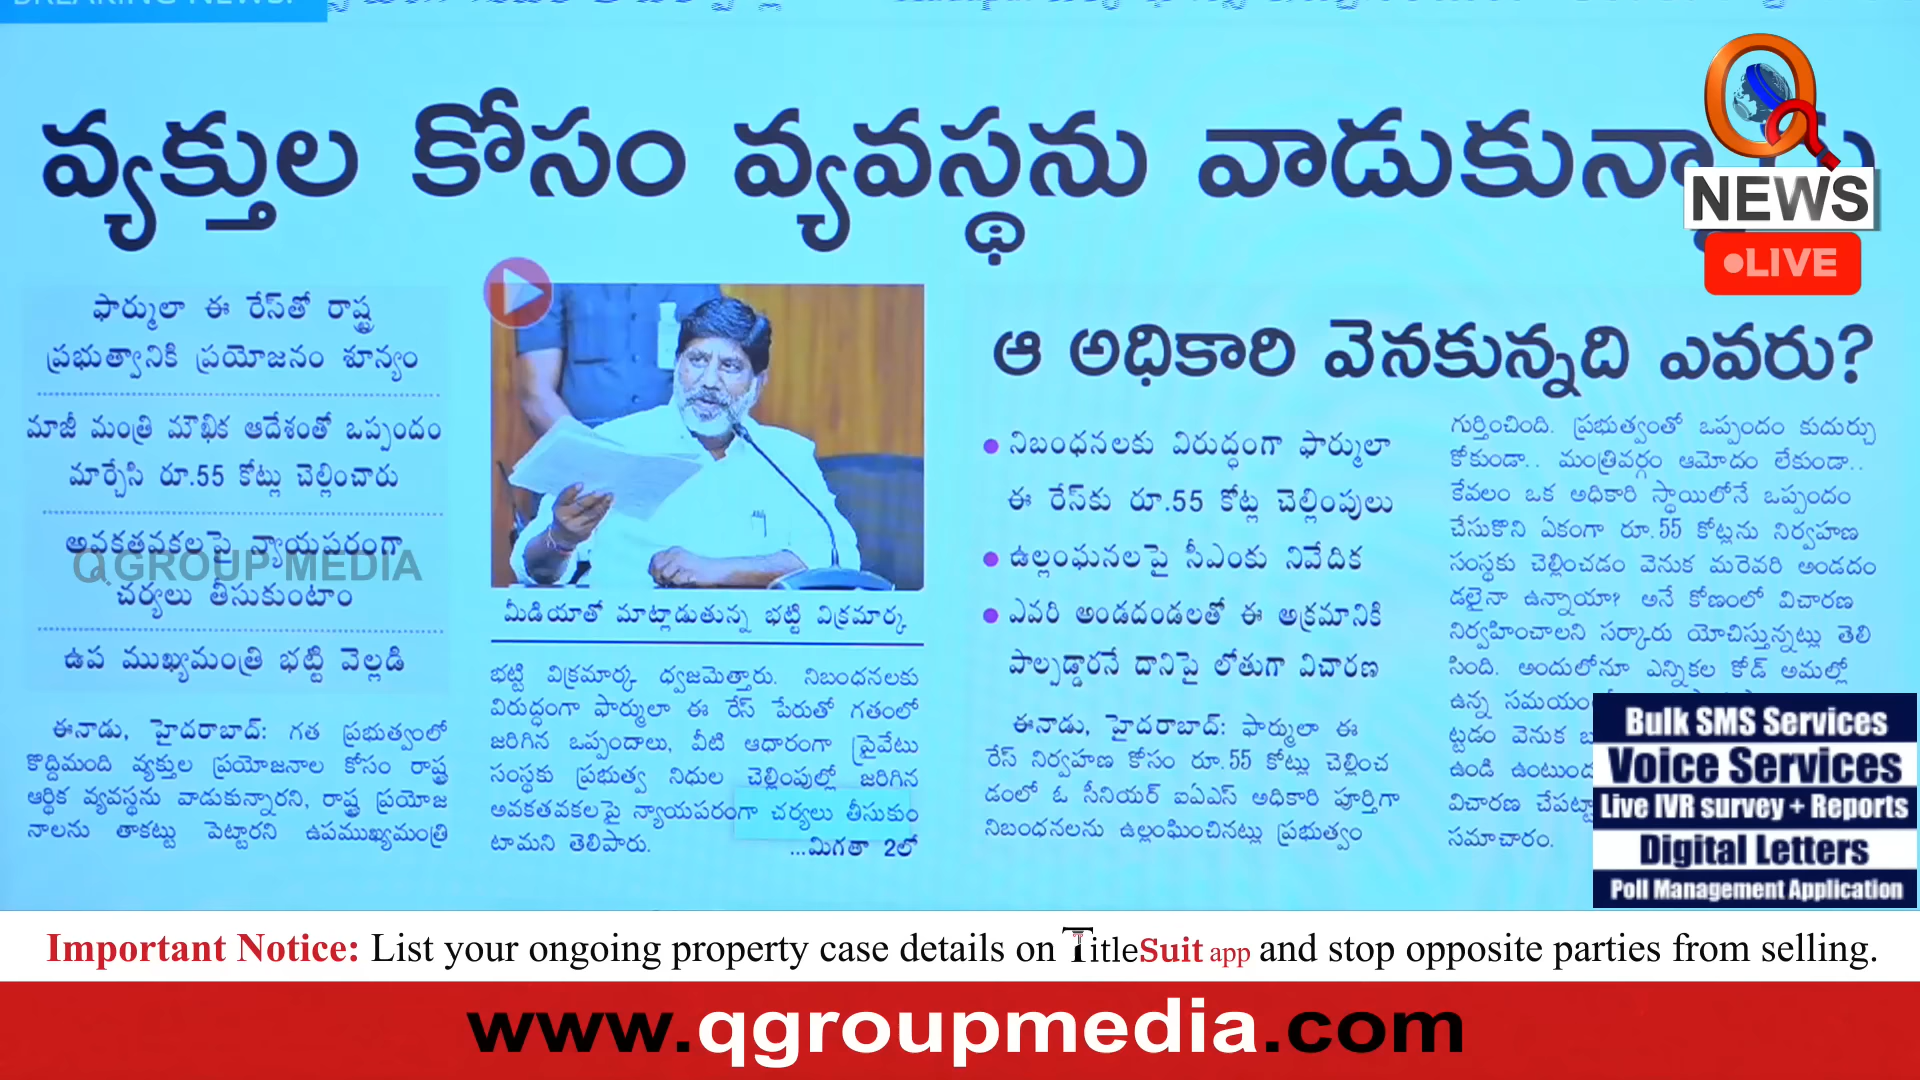 BREAKING NEWS:
వ్యక్తుల కోసం వ్యవస్థను వాడుకున్నారు
NEWS
LIVE
ఫార్ములా ఈ రేస్‌తో రాష్ట్ర
ప్రభుత్వానికి ప్రయోజనం శూన్యం
మాజీ మంత్రి మౌఖిక ఆదేశంతో ఒప్పందం
మార్చేసి రూ.55 కోట్లు చెల్లించారు
అవకతవకలపై న్యాయపరంగా
చర్యలు తీసుకుంటాం
ఉప ముఖ్యమంత్రి భట్టి వెల్లడి
Q GROUP MEDIA
ఈనాడు, హైదరాబాద్: గత ప్రభుత్వంలో
కొద్దిమంది వ్యక్తుల ప్రయోజనాల కోసం రాష్ట్ర
ఆర్థిక వ్యవస్థను వాడుకున్నారని, రాష్ట్ర ప్రయోజ
నాలను తాకట్టు పెట్టారని ఉపముఖ్యమంత్రి
మీడియాతో మాట్లాడుతున్న భట్టి విక్రమార్క
భట్టి విక్రమార్క ధ్వజమెత్తారు. నిబంధనలకు
విరుద్ధంగా ఫార్ములా ఈ రేస్ పేరుతో గతంలో
జరిగిన ఒప్పందాలు, వీటి ఆధారంగా ప్రైవేటు
సంస్థకు ప్రభుత్వ నిధుల చెల్లింపుల్లో జరిగిన
అవకతవకలపై న్యాయపరంగా చర్యలు తీసుకుం
టామని తెలిపారు.
...మిగతా 2లో
ఆ అధికారి వెనకున్నది ఎవరు?
నిబంధనలకు విరుద్ధంగా ఫార్ములా
ఈ రేస్‌కు రూ.55 కోట్ల చెల్లింపులు
ఉల్లంఘనలపై సీఎంకు నివేదిక
ఎవరి అండదండలతో ఈ అక్రమానికి
పాల్పడ్డారనే దానిపై లోతుగా విచారణ
ఈనాడు, హైదరాబాద్: ఫార్ములా ఈ
రేస్ నిర్వహణ కోసం రూ.55 కోట్లు చెల్లించ
డంలో ఓ సీనియర్ ఐఏఎస్ అధికారి పూర్తిగా
నిబంధనలను ఉల్లంఘించినట్లు ప్రభుత్వం
గుర్తించింది. ప్రభుత్వంతో ఒప్పందం కుదుర్చు
కోకుండా.. మంత్రివర్గం ఆమోదం లేకుండా..
కేవలం ఒక అధికారి స్థాయిలోనే ఒప్పందం
చేసుకొని ఏకంగా రూ.55 కోట్లను నిర్వహణ
సంస్థకు చెల్లించడం వెనుక మరెవరి అండదం
డలైనా ఉన్నాయా? అనే కోణంలో విచారణ
నిర్వహించాలని సర్కారు యోచిస్తున్నట్లు తెలి
సింది. అందులోనూ ఎన్నికల కోడ్ అమల్లో
ఉన్న సమయం
ట్టడం వెనుక
ఉండి
విచారణ
సమాచారం.
Bulk SMS Services
Voice Services
Live IVR survey + Reports
Digital Letters
Poll Management Application
Important Notice: List your ongoing property case details on TitleSuit app and stop opposite parties from selling.
www.qgroupmedia.com